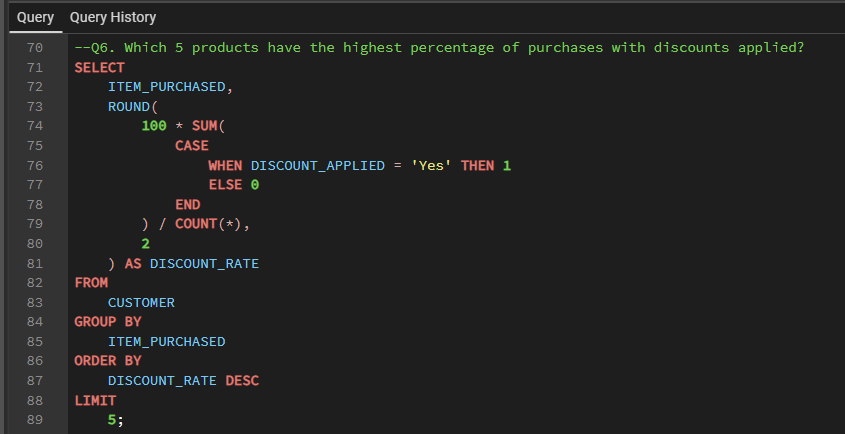 Query Query History
70 --Q6. Which 5 products have the highest percentage of purchases with discounts applied?
71 SELECT
72 ITEM_PURCHASED,
73 ROUND(
74 100 * SUM(
75 CASE
76 WHEN DISCOUNT_APPLIED = 'Yes' THEN 1
77 ELSE 0
78 END
79 ) / COUNT(*),
80 2
81 ) AS DISCOUNT_RATE
82 FROM
83 CUSTOMER
84 GROUP BY
85 ITEM_PURCHASED
86 ORDER BY
87 DISCOUNT_RATE DESC
88 LIMIT
89 5;